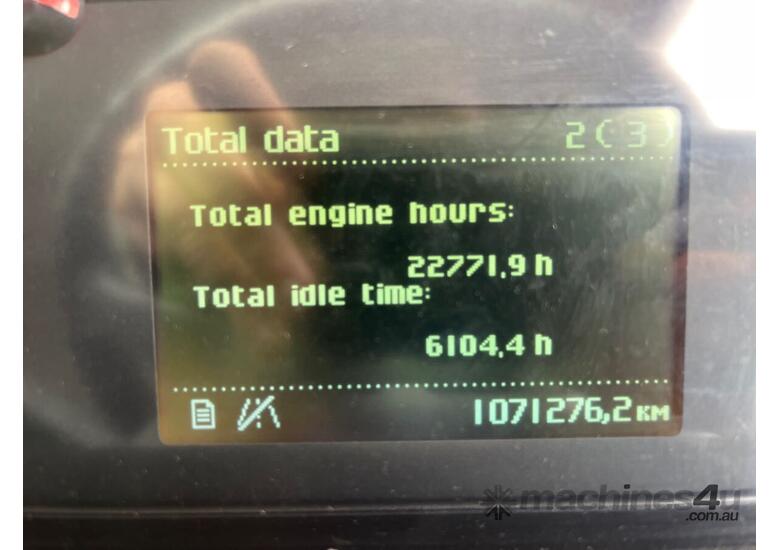 Total data 2(3)
Total engine hours:
22771,9 h
Total idle time:
6104,4 h
1071276,2 KM
machines4u
.com.au